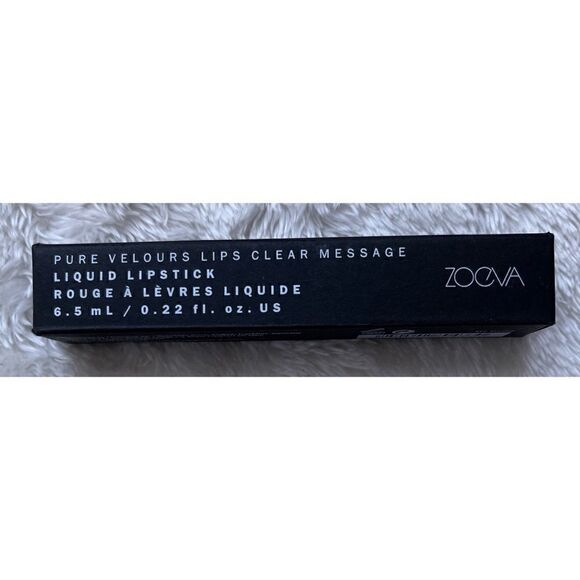 PURE VELOURS LIPS CLEAR MESSAGE
LIQUID LIPSTICK
ROUGE À LÈVRES LIQUIDE
6.5 mL / 0.22 fl. oz. US
ZOEVA